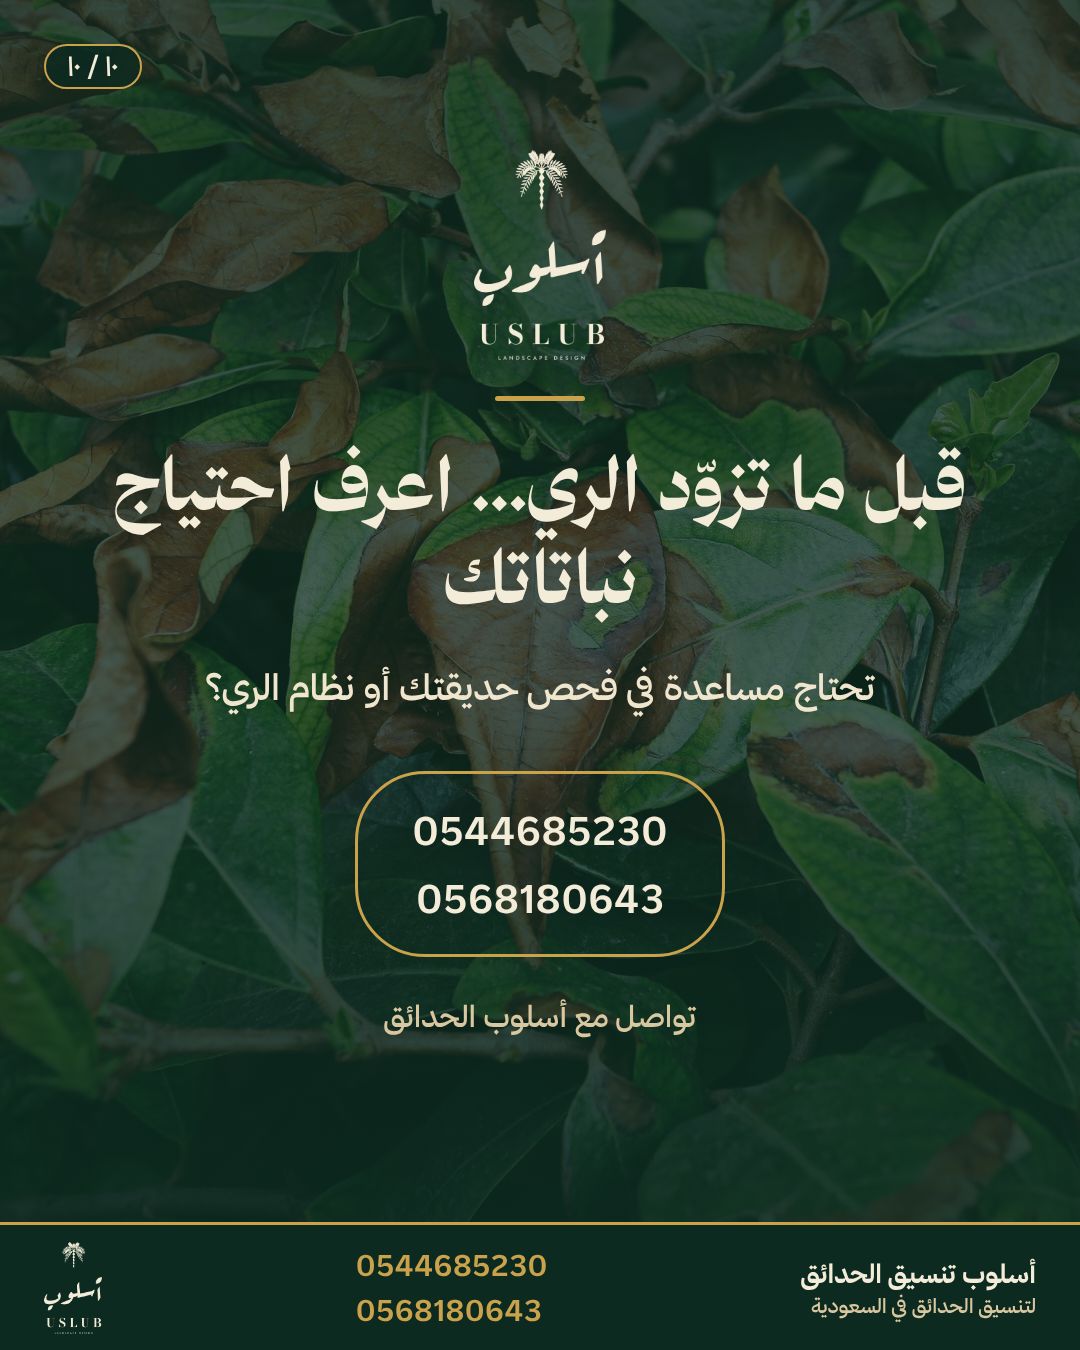 ١٠ / ١٠
أسلوب
USLUB
LANDSCAPE DESIGN
قبل ما تزوّد الري... اعرف احتياج
نباتاتك
تحتاج مساعدة في فحص حديقتك أو نظام الري؟
0544685230
0568180643
تواصل مع أسلوب الحدائق
أسلوب تنسيق الحدائق
لتنسيق الحدائق في السعودية
0544685230
0568180643
أسلوب
USLUB
LANDSCAPE DESIGN